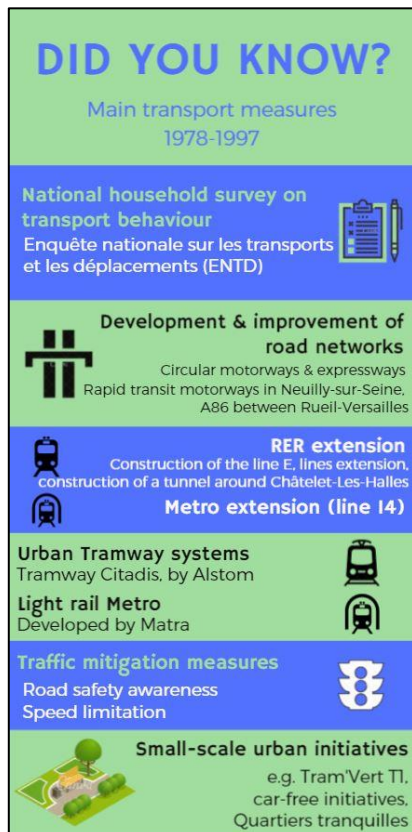 DID YOU KNOW?
Main transport measures
1978-1997
National household survey on
transport behaviour
Enquête nationale sur les transports
et les déplacements (ENTD)
Development & improvement of
road networks
Circular motorways & expressways
Rapid transit motorways in Neuilly-sur-Seine,
A86 between Rueil-Versailles
RER extension
Construction of the line E, lines extension,
construction of a tunnel around Châtelet-Les-Halles
Metro extension (line 14)
Urban Tramway systems
Tramway Citadis, by Alstom
Light rail Metro
Developed by Matra
Traffic mitigation measures
Road safety awareness
Speed limitation
Small-scale urban initiatives
e.g. Tram'Vert T1,
car-free initiatives,
Quartiers tranquilles